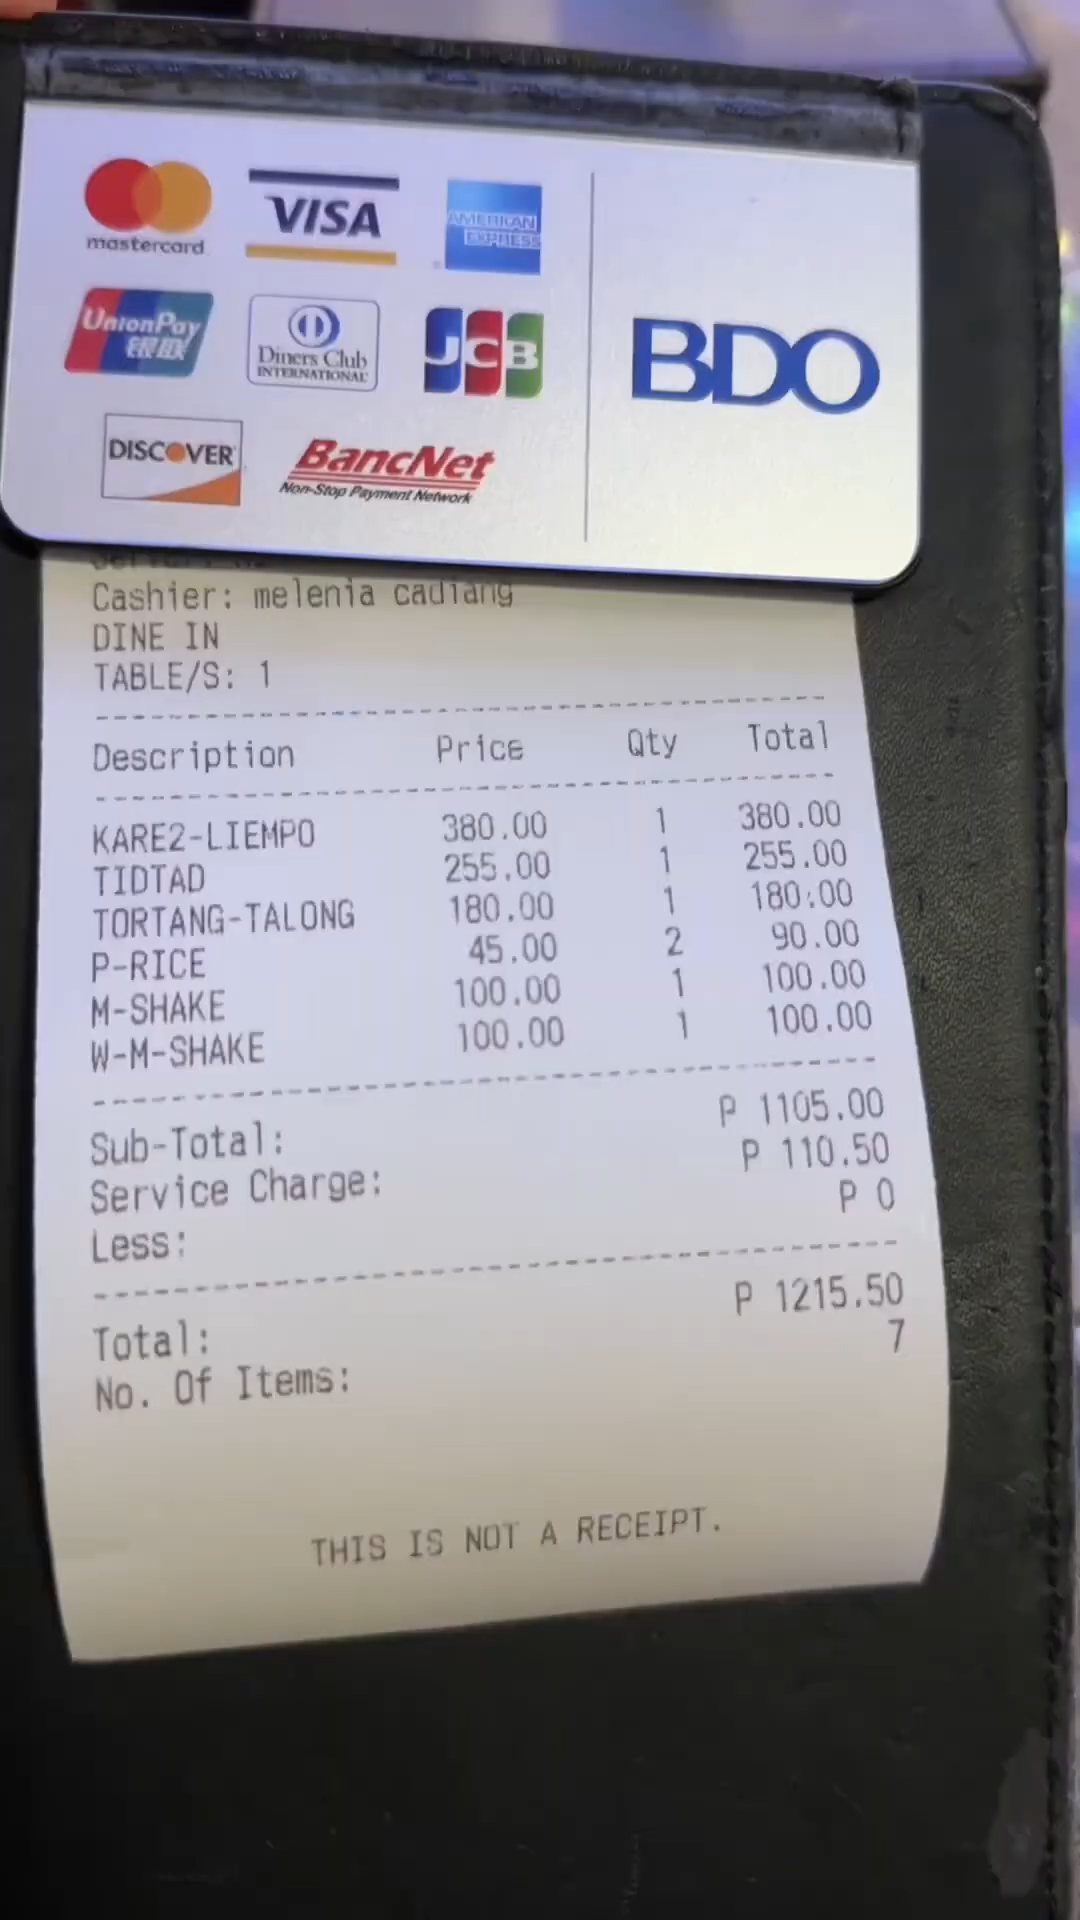 mastercard VISA AMERICAN EXPRESS
UnionPay 银联 Diners Club INTERNATIONAL JCB
BDO
DISCOVER BancNet
Non-Stop Payment Network
Cashier: melenia cadiang
DINE IN
TABLE/S: 1
Description Price Qty Total
KARE2-LIEMPO 380.00 1 380.00
TIDTAD 255.00 1 255.00
TORTANG-TALONG 180.00 1 180.00
P-RICE 45.00 2 90.00
M-SHAKE 100.00 1 100.00
W-M-SHAKE 100.00 1 100.00
Sub-Total: P 1105.00
Service Charge: P 110.50
Less: P 0
Total: P 1215.50
No. Of Items: 7
THIS IS NOT A RECEIPT.